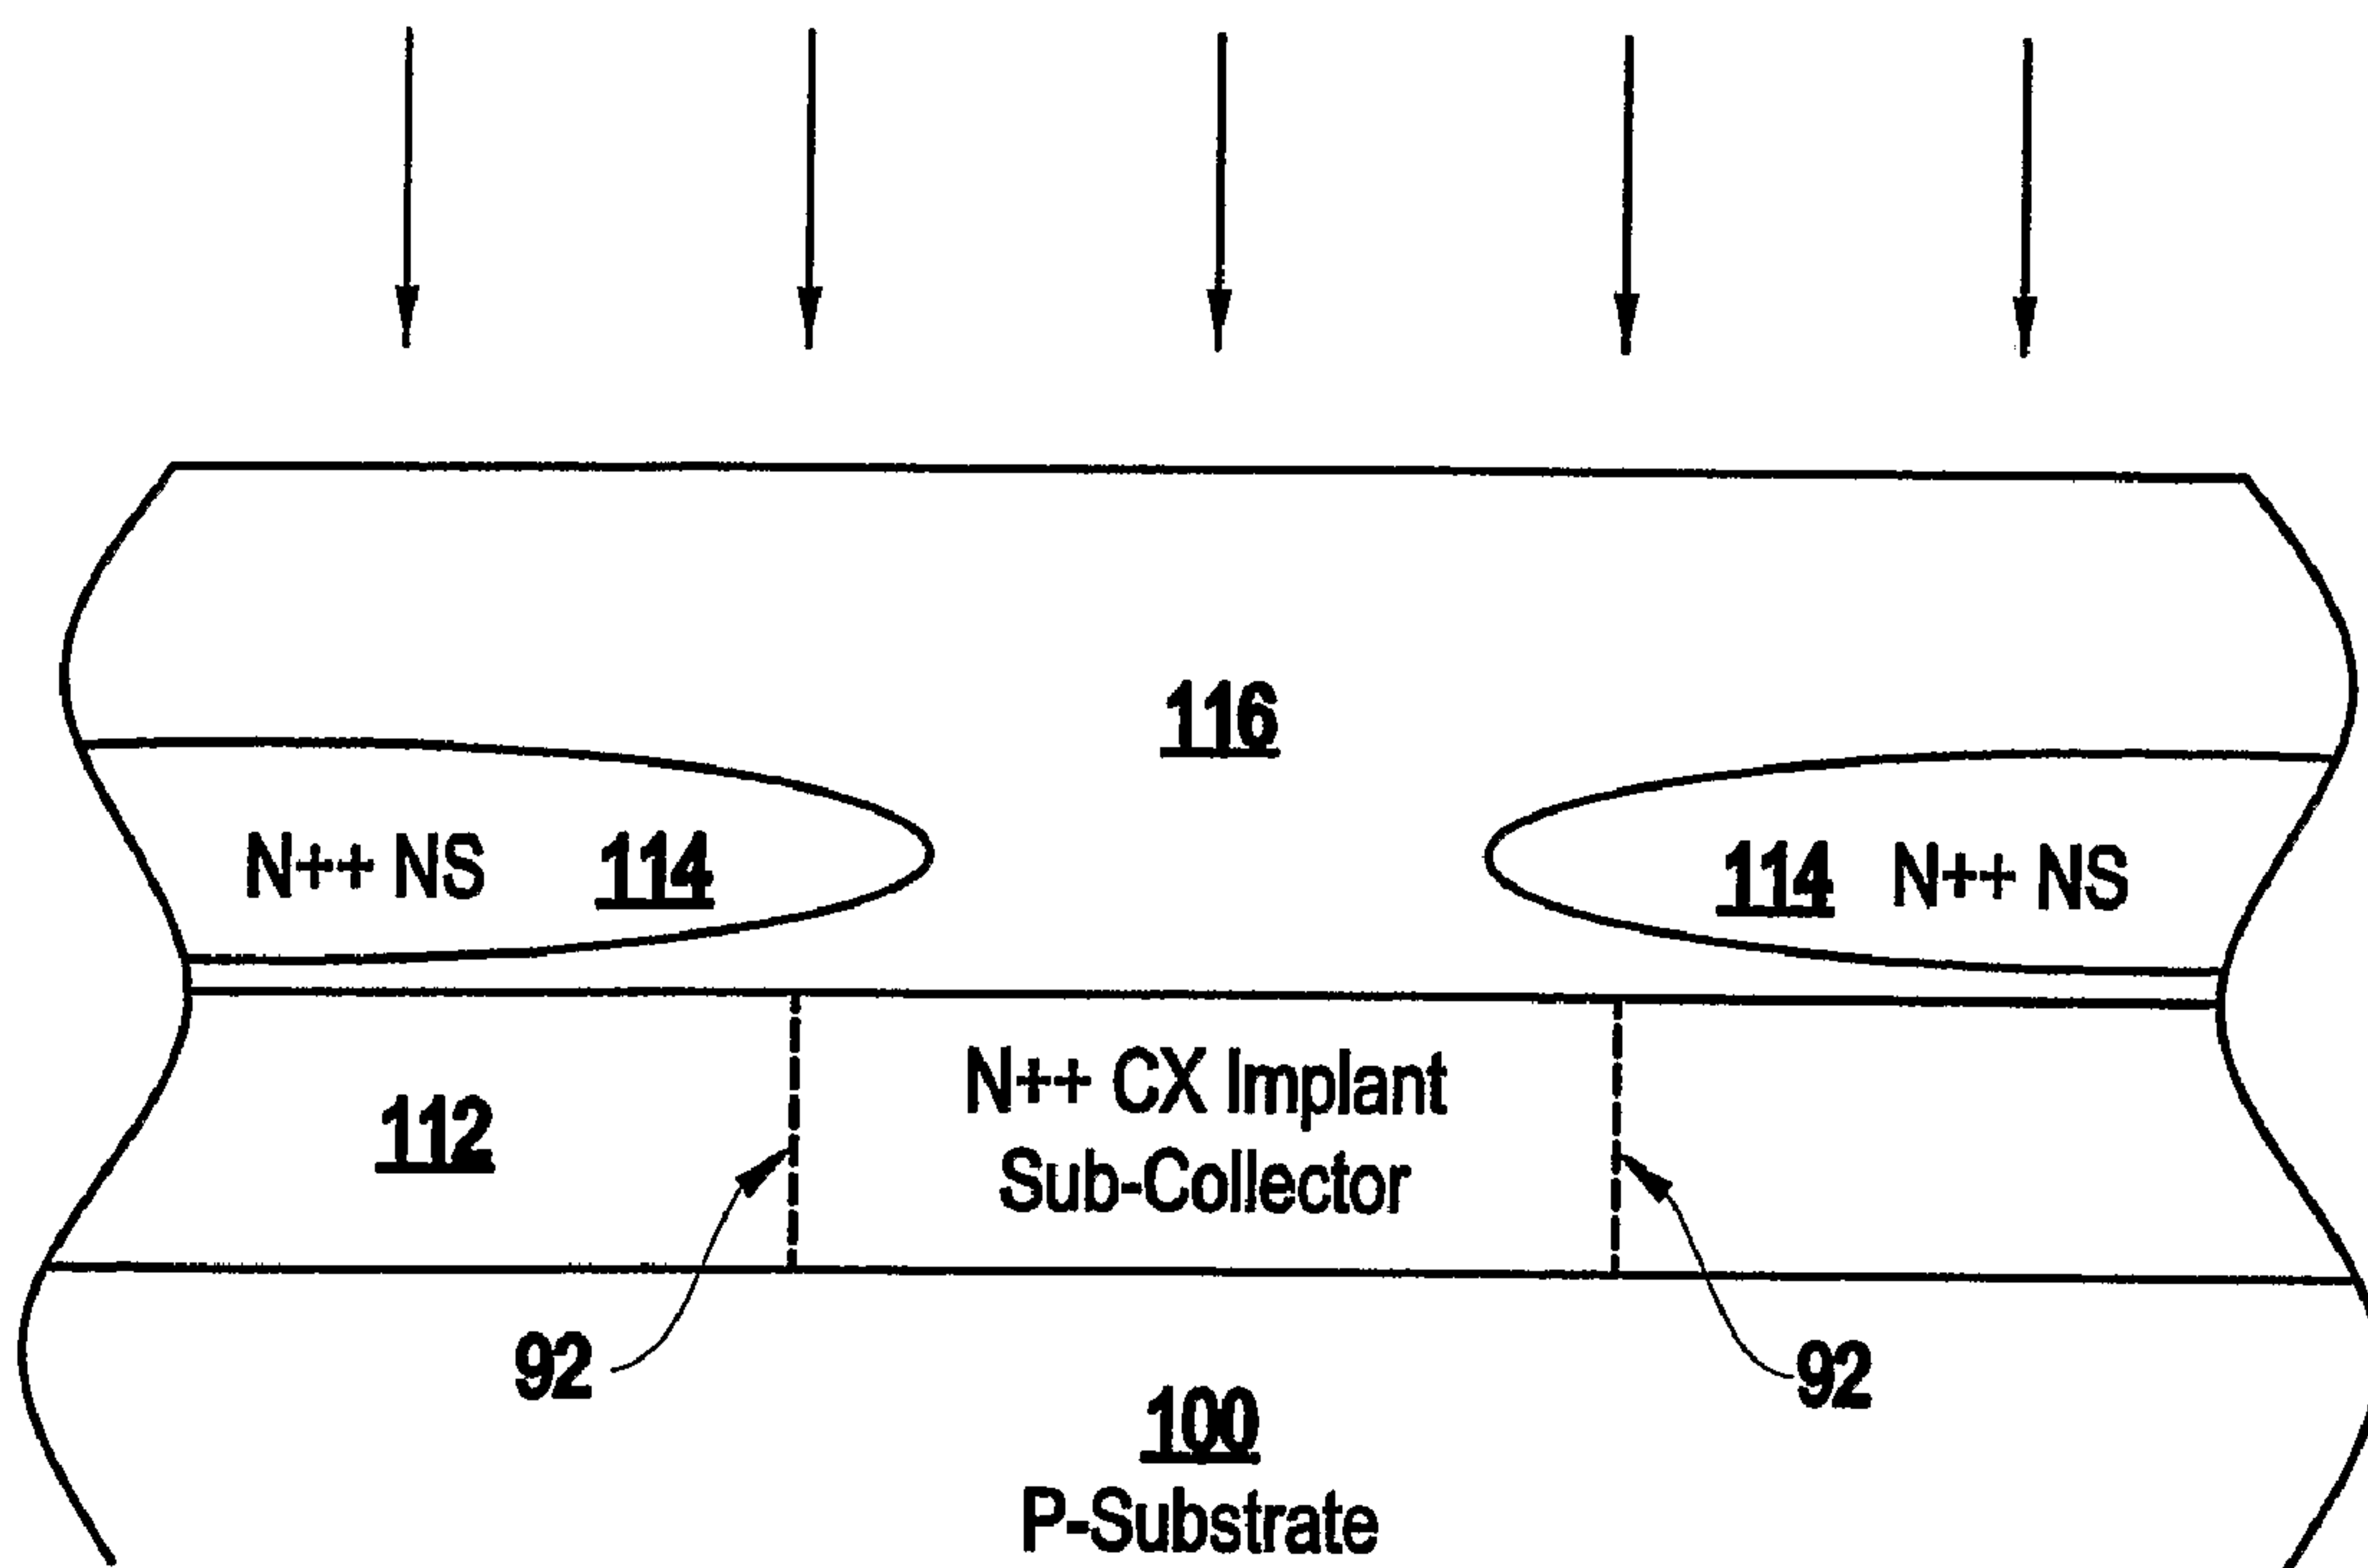 116
N++ NS 114
114 N++ NS
N++ CX Implant
Sub-Collector
112
92
92
100
P-Substrate